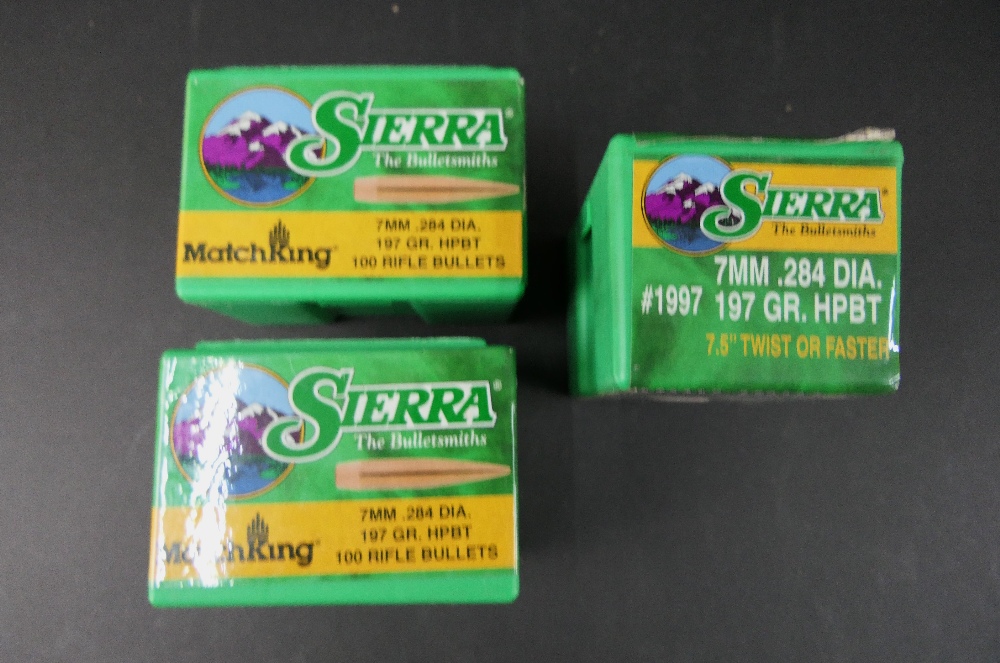 SIERRA®
The Bulletsmiths
MatchKing™
7MM .284 DIA.
197 GR. HPBT
100 RIFLE BULLETS
SIERRA®
The Bulletsmiths
7MM .284 DIA.
#1997 197 GR. HPBT
7.5" TWIST OR FASTER
SIERRA®
The Bulletsmiths
MatchKing™
7MM .284 DIA.
197 GR. HPBT
100 RIFLE BULLETS